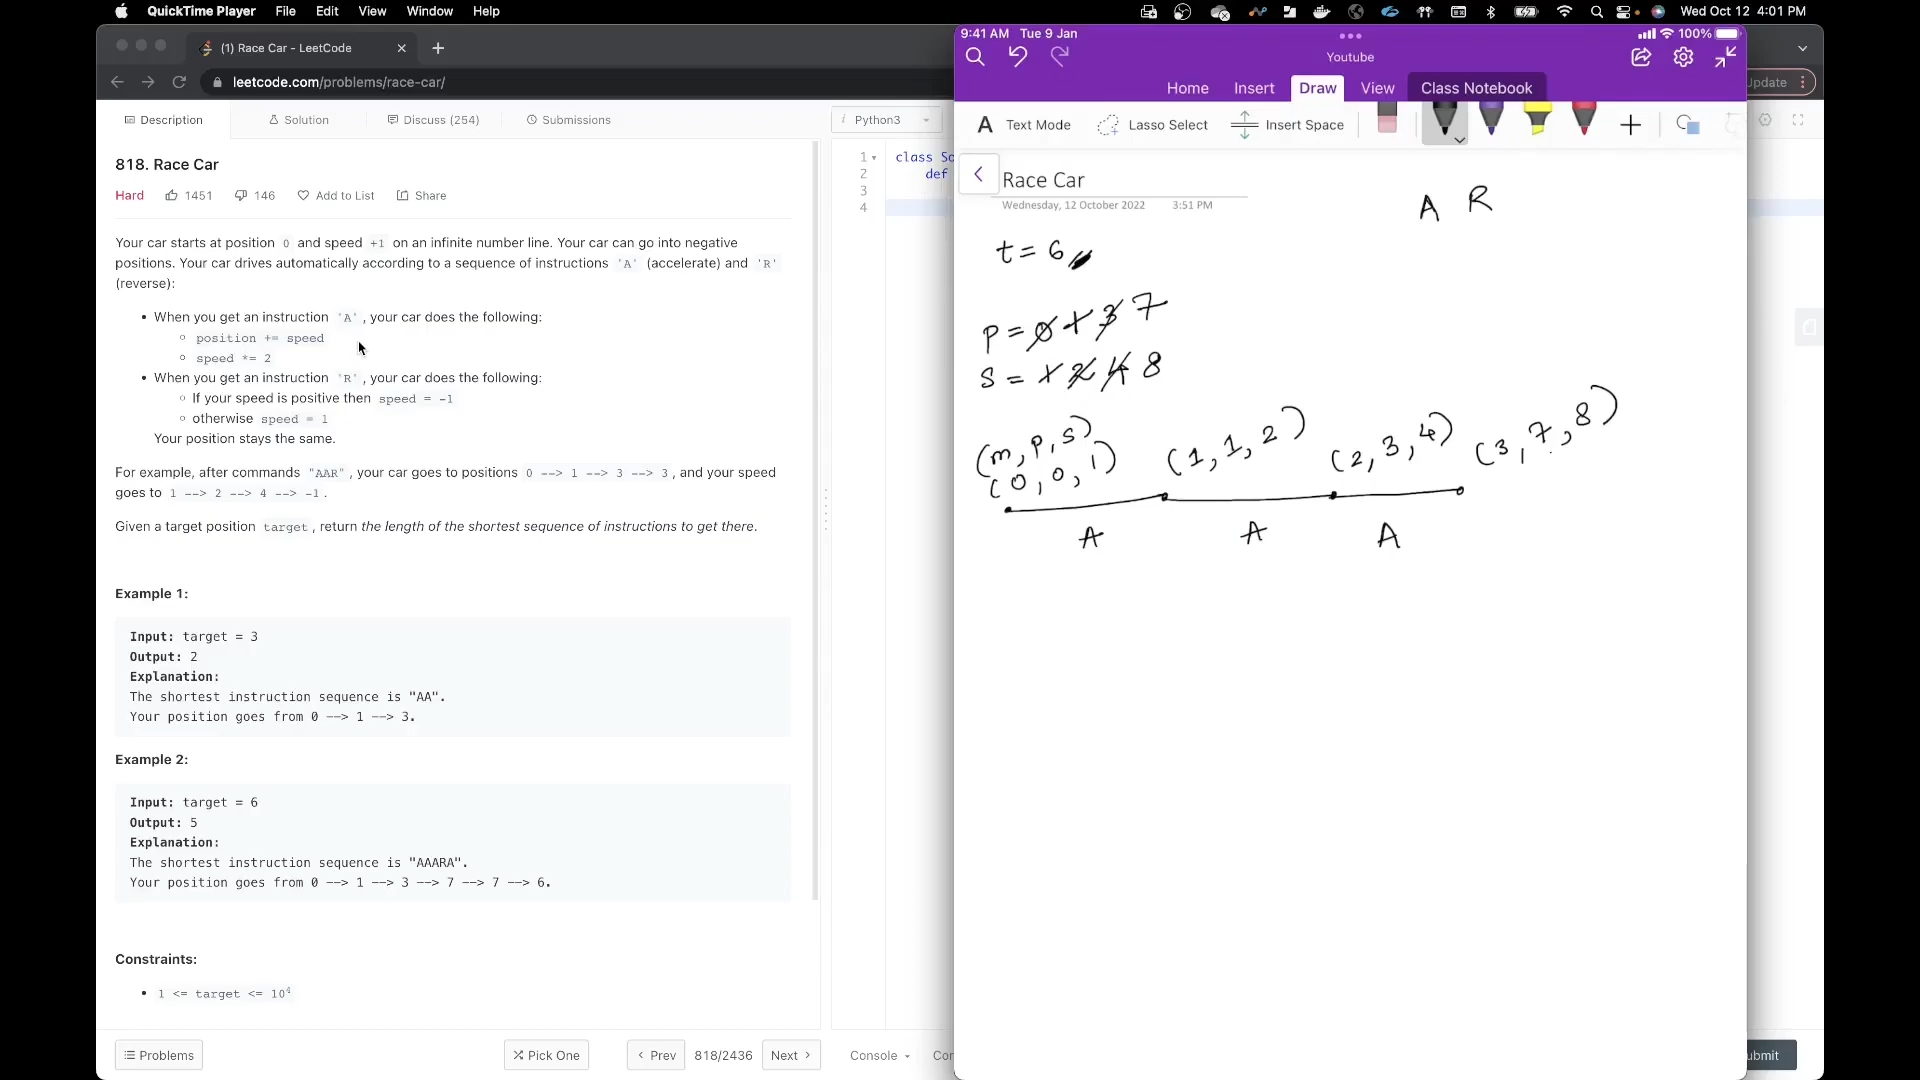 QuickTime Player File Edit View Window Help Wed Oct 12 4:01 PM
(1) Race Car - LeetCode
leetcode.com/problems/race-car/
Description Solution Discuss (254) Submissions
Python3
818. Race Car
Hard 1451 146 Add to List Share
Your car starts at position 0 and speed +1 on an infinite number line. Your car can go into negative
positions. Your car drives automatically according to a sequence of instructions 'A' (accelerate) and 'R'
(reverse):
• When you get an instruction 'A', your car does the following:
position += speed
speed *= 2
• When you get an instruction 'R', your car does the following:
If your speed is positive then speed = -1
otherwise speed = 1
Your position stays the same.
For example, after commands "AAR", your car goes to positions 0 --> 1 --> 3 --> 3, and your speed
goes to 1 --> 2 --> 4 --> -1.
Given a target position target, return the length of the shortest sequence of instructions to get there.
Example 1:
Input: target = 3
Output: 2
Explanation:
The shortest instruction sequence is "AA".
Your position goes from 0 --> 1 --> 3.
Example 2:
Input: target = 6
Output: 5
Explanation:
The shortest instruction sequence is "AAARA".
Your position goes from 0 --> 1 --> 3 --> 7 --> 7 --> 6.
Constraints:
• 1 <= target <= 10⁴
Problems Pick One < Prev 818/2436 Next > Console
1 class So
2 def
3
4
Update
ubmit
9:41 AM Tue 9 Jan 100%
Youtube
Home Insert Draw View Class Notebook
Text Mode Lasso Select Insert Space
Race Car
Wednesday, 12 October 2022 3:51 PM
A R
t = 6
p = 0 1 3 7
s = 1 2 4 8
(m, p, s)
(0, 0, 1) (1, 1, 2) (2, 3, 4) (3, 7, 8)
A A A